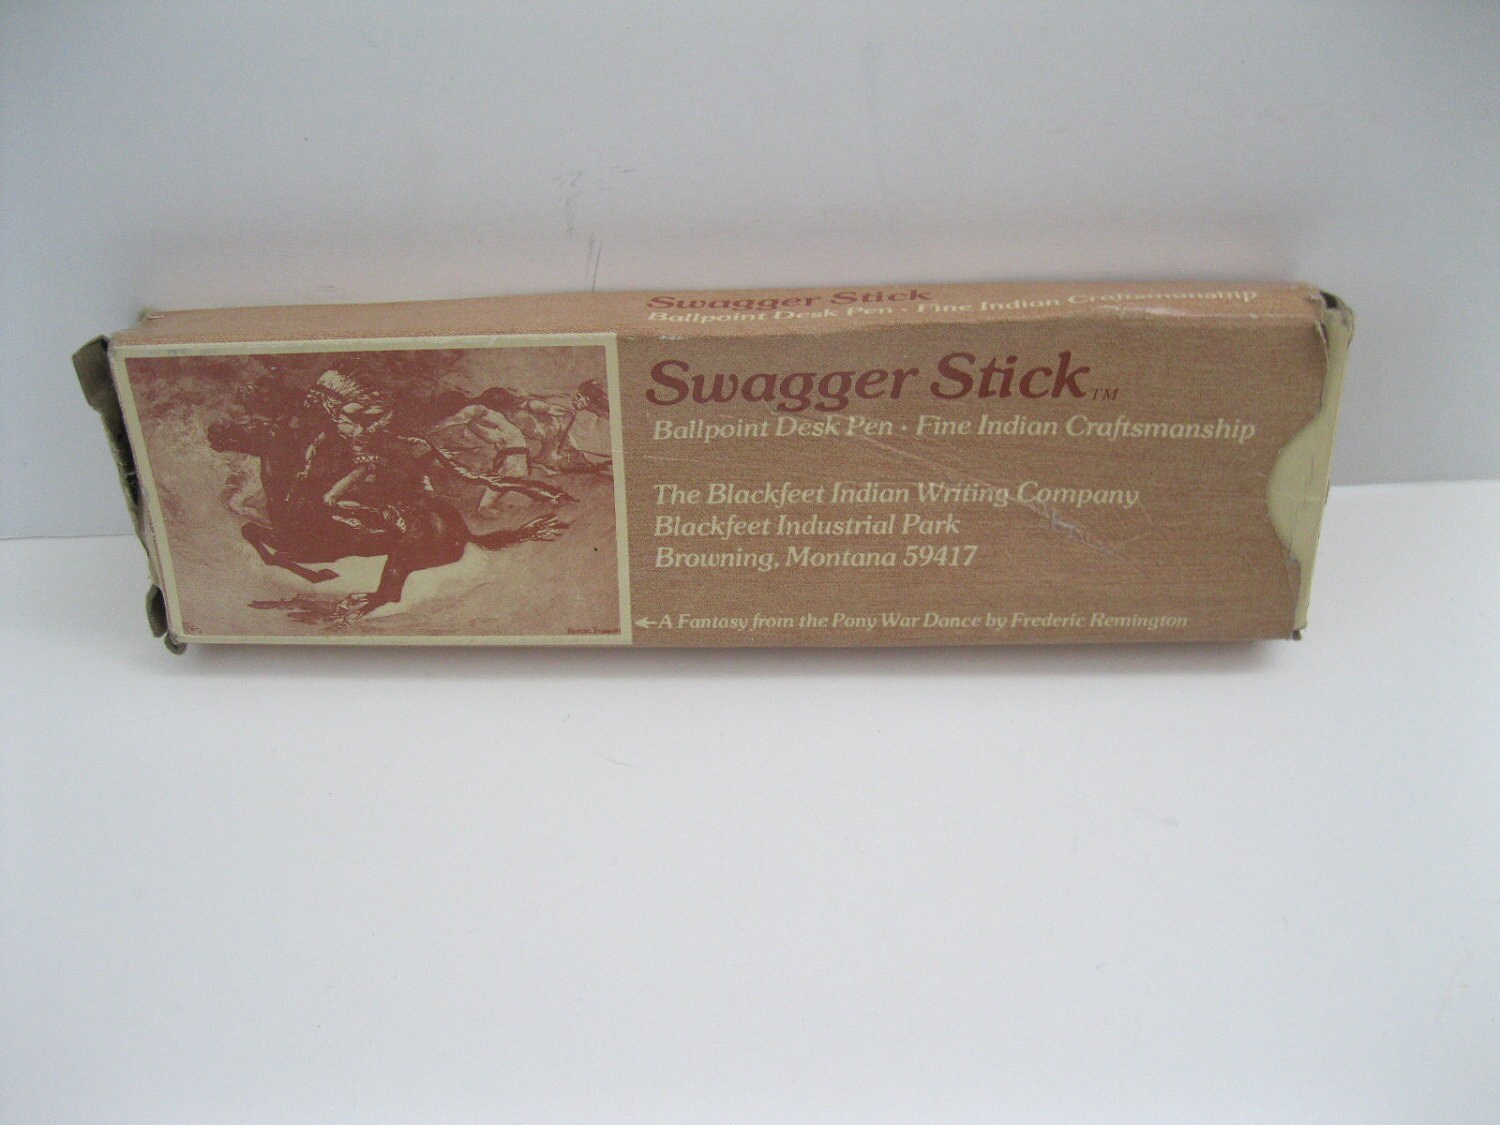 Swagger Stick
Ballpoint Desk Pen · Fine Indian Craftsmanship
Swagger Stick™
Ballpoint Desk Pen · Fine Indian Craftsmanship
The Blackfeet Indian Writing Company
Blackfeet Industrial Park
Browning, Montana 59417
←A Fantasy from the Pony War Dance by Frederic Remington